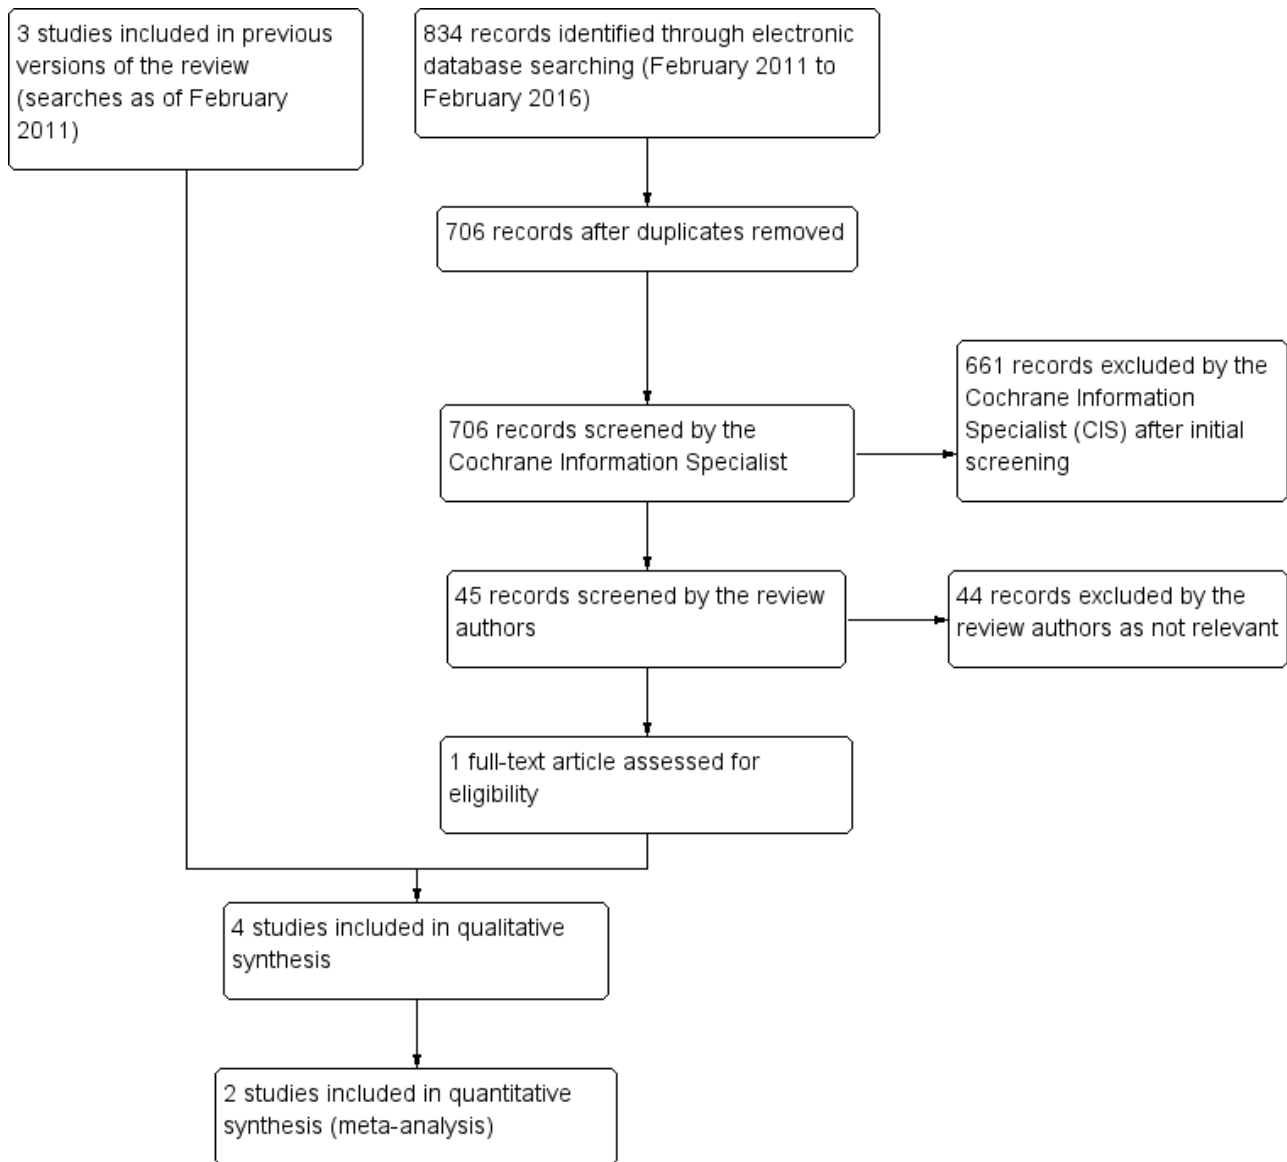 3 studies included in previous
versions of the review
(searches as of February
2011)
834 records identified through electronic
database searching (February 2011 to
February 2016)
706 records after duplicates removed
661 records excluded by the
Cochrane Information
Specialist (CIS) after initial
screening
706 records screened by the
Cochrane Information Specialist
45 records screened by the review
authors
44 records excluded by the
review authors as not relevant
1 full-text article assessed for
eligibility
4 studies included in qualitative
synthesis
2 studies included in quantitative
synthesis (meta-analysis)